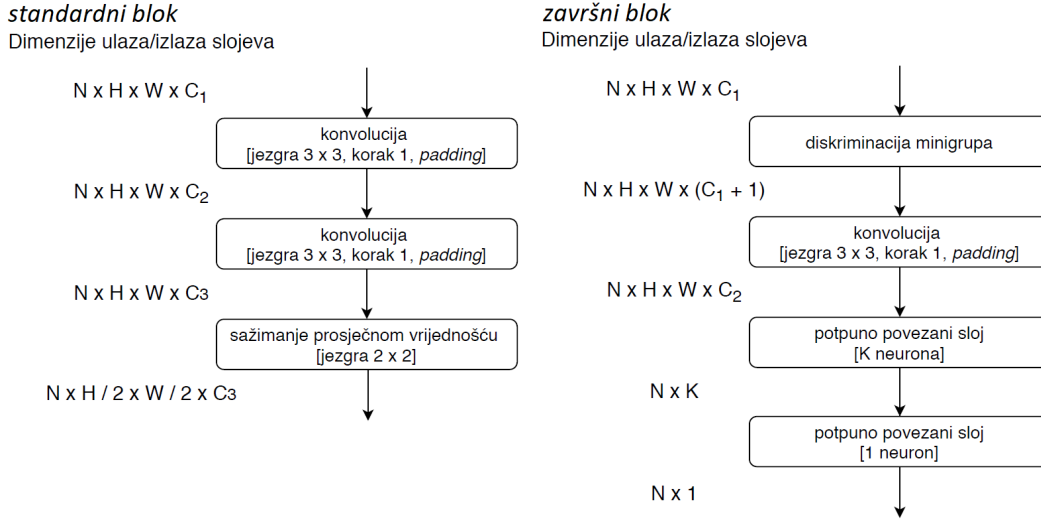 standardni blok
Dimenzije ulaza/izlaza slojeva
N x H x W x C₁
konvolucija
[jezgra 3 x 3, korak 1, padding]
N x H x W x C₂
konvolucija
[jezgra 3 x 3, korak 1, padding]
N x H x W x C₃
sažimanje prosječnom vrijednošću
[jezgra 2 x 2]
N x H / 2 x W / 2 x C₃
završni blok
Dimenzije ulaza/izlaza slojeva
N x H x W x C₁
diskriminacija minigrupa
N x H x W x (C₁ + 1)
konvolucija
[jezgra 3 x 3, korak 1, padding]
N x H x W x C₂
potpuno povezani sloj
[K neurona]
N x K
potpuno povezani sloj
[1 neuron]
N x 1